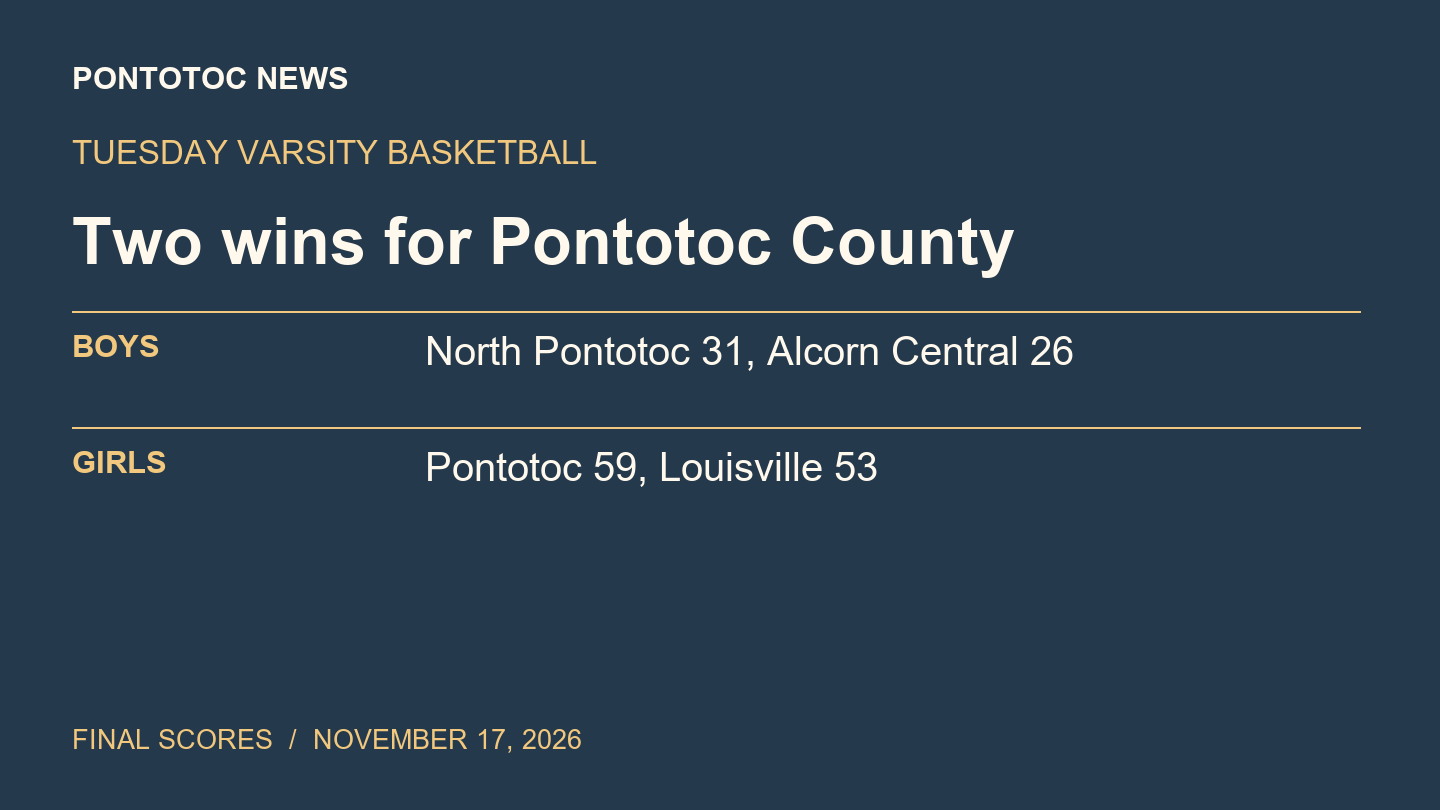 PONTOTOC NEWS
TUESDAY VARSITY BASKETBALL
Two wins for Pontotoc County
BOYS North Pontotoc 31, Alcorn Central 26
GIRLS Pontotoc 59, Louisville 53
FINAL SCORES / NOVEMBER 17, 2026